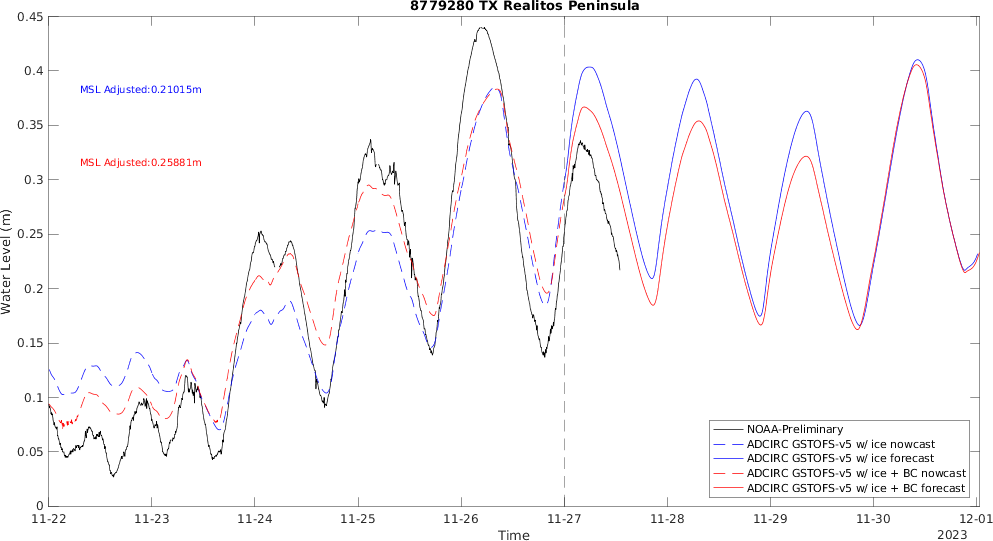 8779280 TX Realitos Peninsula
0.45
0.4
0.35
0.3
0.25
0.2
0.15
0.1
0.05
0
Water Level (m)
MSL Adjusted:0.21015m
MSL Adjusted:0.25881m
NOAA-Preliminary
ADCIRC GSTOFS-v5 w/ ice nowcast
ADCIRC GSTOFS-v5 w/ ice forecast
ADCIRC GSTOFS-v5 w/ ice + BC nowcast
ADCIRC GSTOFS-v5 w/ ice + BC forecast
11-22 11-23 11-24 11-25 11-26 11-27 11-28 11-29 11-30 12-01
Time
2023